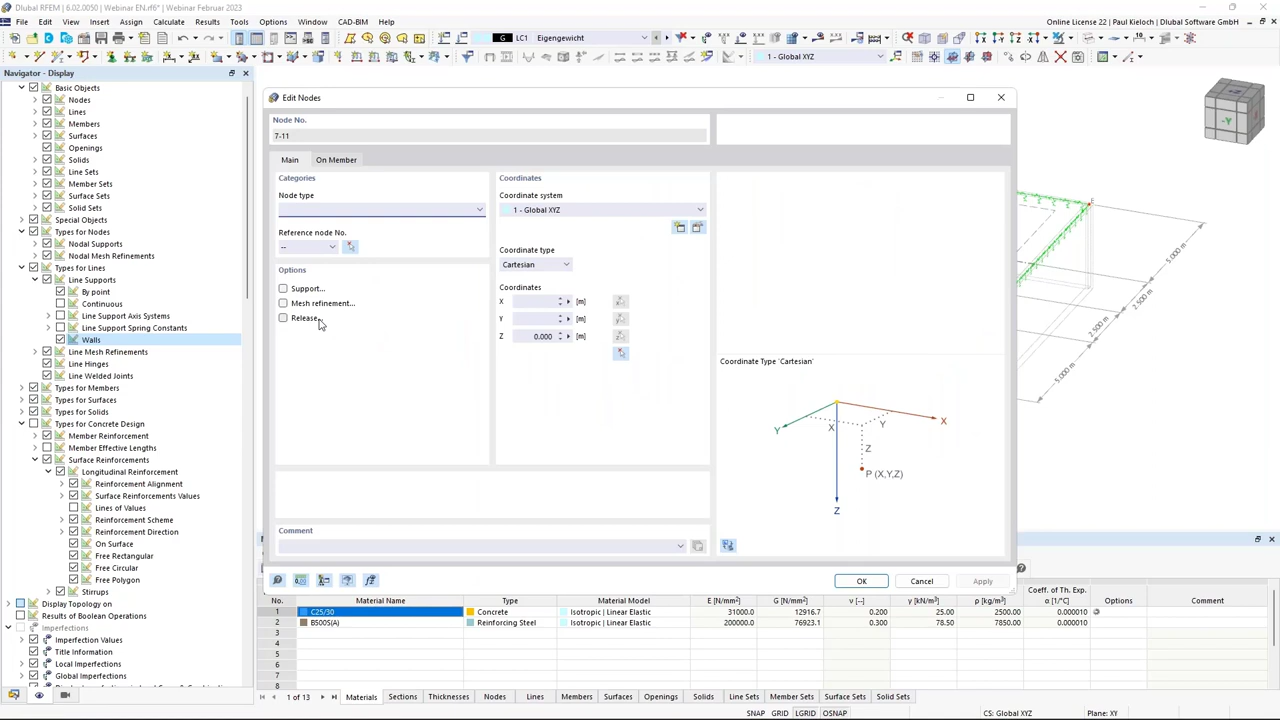 Dlubal RFEM | 6.02.0050 | Webinar EN.rf6* | Webinar Februar 2023
File Edit View Insert Assign Calculate Results Tools Options Window CAD-BIM Help
Online License 22 | Paul Kieloch | Dlubal Software GmbH
G LC1 Eigengewicht
1 - Global XYZ
Navigator - Display
Basic Objects
Nodes
Lines
Members
Surfaces
Openings
Solids
Line Sets
Member Sets
Surface Sets
Solid Sets
Special Objects
Types for Nodes
Nodal Supports
Nodal Mesh Refinements
Types for Lines
Line Supports
By point
Continuous
Line Support Axis Systems
Line Support Spring Constants
Walls
Line Mesh Refinements
Line Hinges
Line Welded Joints
Types for Members
Types for Surfaces
Types for Solids
Types for Concrete Design
Member Reinforcement
Member Effective Lengths
Surface Reinforcements
Longitudinal Reinforcement
Reinforcement Alignment
Surface Reinforcements Values
Lines of Values
Reinforcement Scheme
Reinforcement Direction
On Surface
Free Rectangular
Free Circular
Free Polygon
Stirrups
Display Topology on
Results of Boolean Operations
Imperfections
Imperfection Values
Title Information
Local Imperfections
Global Imperfections
Edit Nodes
Node No.
7-11
Main On Member
Categories
Node type
Reference node No.
--
Options
Support...
Mesh refinement...
Release...
Coordinates
Coordinate system
1 - Global XYZ
Coordinate type
Cartesian
Coordinates
X [m]
Y [m]
Z 0.000 [m]
Coordinate Type 'Cartesian'
X
Y
X
Y
Z
P (X,Y,Z)
Z
Comment
OK Cancel Apply
-Y
5.000 m
2.500 m
2.500 m
5.000 m
No. Material Name Type Material Model E [N/mm²] G [N/mm²] ν [--] γ [kN/m³] ρ [kg/m³] Coeff. of Th. Exp. α [1/°C] Options Comment
1 C25/30 Concrete Isotropic | Linear Elastic 31000.0 12916.7 0.200 25.00 2500.00 0.000010
2 B500S(A) Reinforcing Steel Isotropic | Linear Elastic 200000.0 76923.1 0.300 78.50 7850.00 0.000010
3
4
5
6
7
8
1 of 13 Materials Sections Thicknesses Nodes Lines Members Surfaces Openings Solids Line Sets Member Sets Surface Sets Solid Sets
SNAP GRID LGRID OSNAP CS: Global XYZ Plane: XY